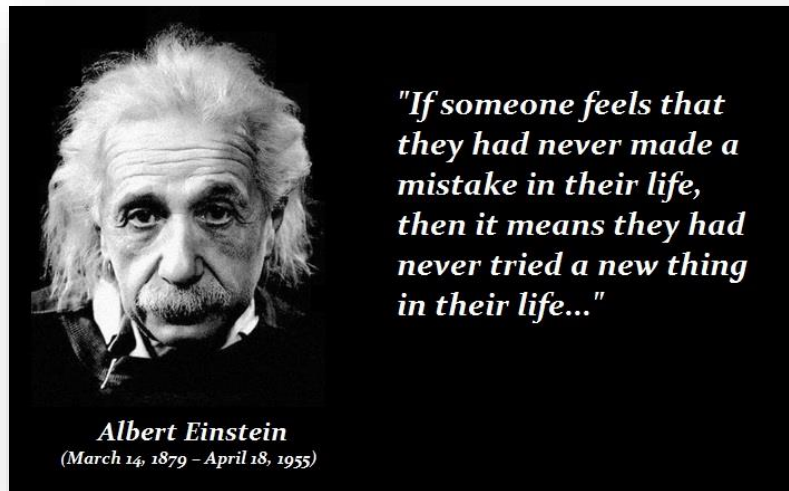 "If someone feels that
they had never made a
mistake in their life,
then it means they had
never tried a new thing
in their life..."
Albert Einstein
(March 14, 1879 – April 18, 1955)